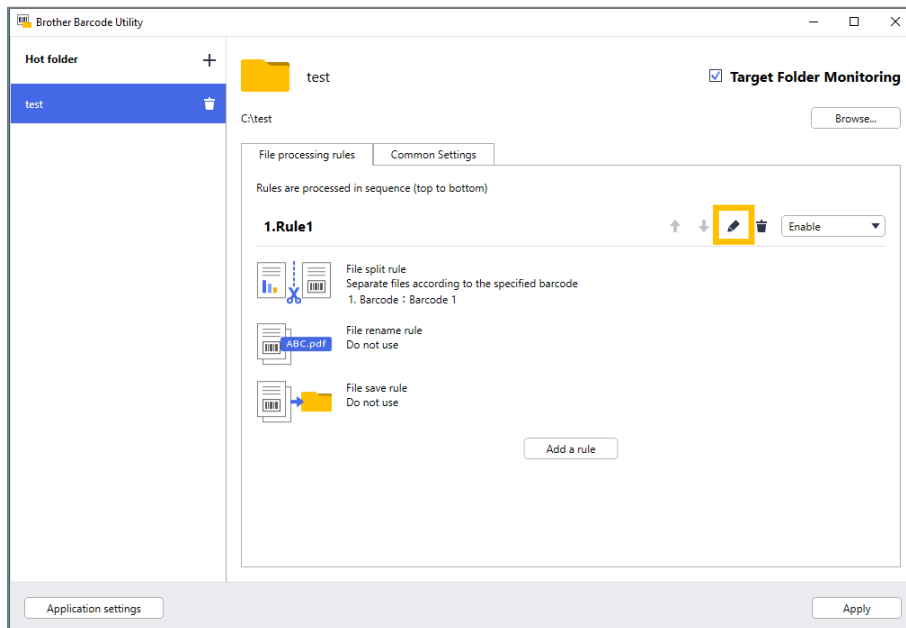 Brother Barcode Utility
Hot folder
test
test
Target Folder Monitoring
C:\test
Browse...
File processing rules
Common Settings
Rules are processed in sequence (top to bottom)
1.Rule1
Enable
File split rule
Separate files according to the specified barcode
1. Barcode : Barcode 1
File rename rule
ABC.pdf
Do not use
File save rule
Do not use
Add a rule
Application settings
Apply